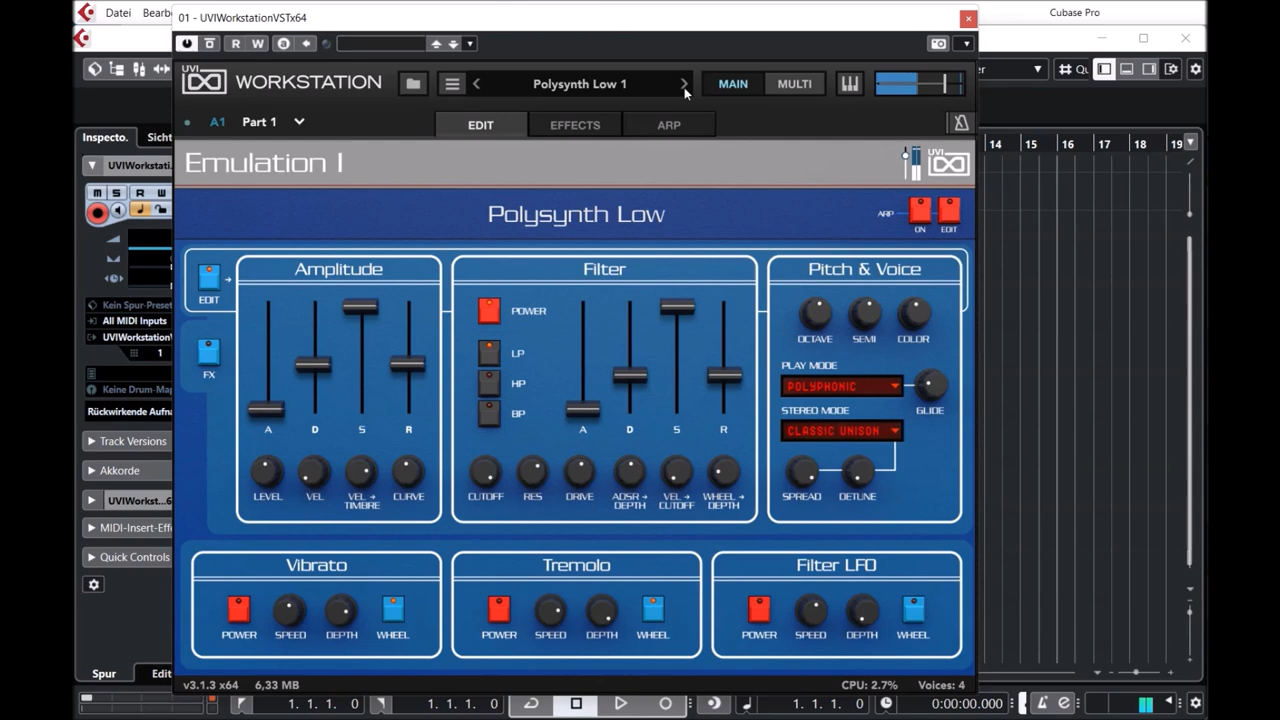 Datei Bearb
Cubase Pro
01 - UVIWorkstationVSTx64
R W
UVI WORKSTATION Polysynth Low 1 MAIN MULTI
A1 Part 1 EDIT EFFECTS ARP
Emulation I UVI
Polysynth Low ARP ON EDIT
EDIT
FX
Amplitude
A D S R
LEVEL VEL VEL→TIMBRE CURVE
Filter
POWER
LP
HP
BP
A D S R
CUTOFF RES DRIVE ADSR→DEPTH VEL→CUTOFF WHEEL→DEPTH
Pitch & Voice
OCTAVE SEMI COLOR
PLAY MODE
POLYPHONIC
GLIDE
STEREO MODE
CLASSIC UNISON
SPREAD DETUNE
Vibrato
POWER SPEED DEPTH WHEEL
Tremolo
POWER SPEED DEPTH WHEEL
Filter LFO
POWER SPEED DEPTH WHEEL
v3.1.3 x64 6,33 MB CPU: 2.7% Voices: 4
Inspecto. Sicht
UVIWorkstati
M S R W
Kein Spur-Preset
All MIDI Inputs
UVIWorkstationV
1
Keine Drum-Map
Rückwirkende Aufna
Track Versions
Akkorde
UVIWorkst...6
MIDI-Insert-Effe
Quick Controls
Spur Edit
er Qu
14 15 16 17 18 19
1. 1. 1. 0 1. 1. 1. 0 1. 1. 1. 0 0:00:00.000